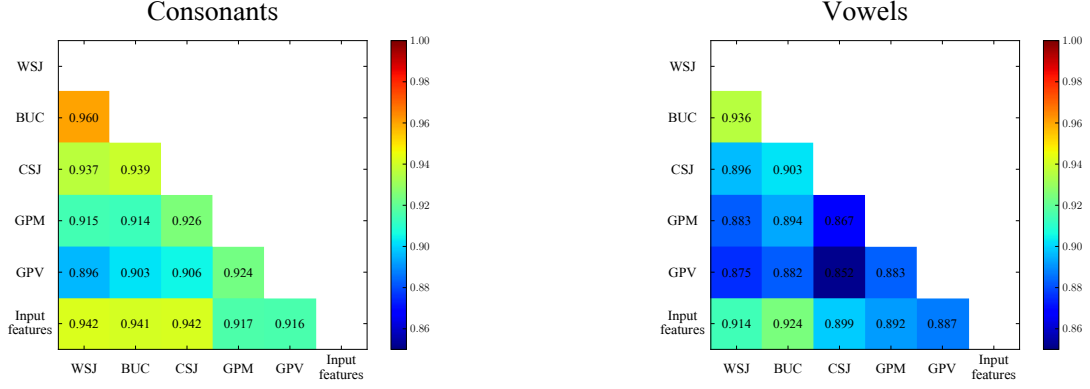 Consonants
WSJ
BUC
CSJ
GPM
GPV
Input
features
0.960
0.937 0.939
0.915 0.914 0.926
0.896 0.903 0.906 0.924
0.942 0.941 0.942 0.917 0.916
WSJ BUC CSJ GPM GPV Input
features
1.00
0.98
0.96
0.94
0.92
0.90
0.88
0.86
Vowels
WSJ
BUC
CSJ
GPM
GPV
Input
features
0.936
0.896 0.903
0.883 0.894 0.867
0.875 0.882 0.852 0.883
0.914 0.924 0.899 0.892 0.887
WSJ BUC CSJ GPM GPV Input
features
1.00
0.98
0.96
0.94
0.92
0.90
0.88
0.86